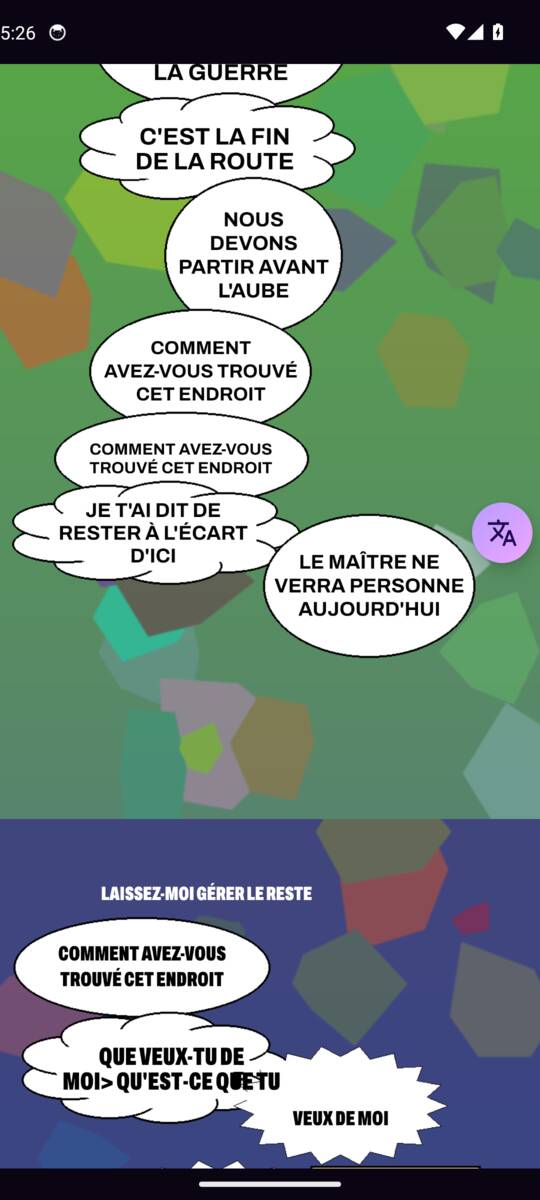 5:26
LA GUERRE
C'EST LA FIN
DE LA ROUTE
NOUS
DEVONS
PARTIR AVANT
L'AUBE
COMMENT
AVEZ-VOUS TROUVÉ
CET ENDROIT
COMMENT AVEZ-VOUS
TROUVÉ CET ENDROIT
JE T'AI DIT DE
RESTER À L'ÉCART
D'ICI
LE MAÎTRE NE
VERRA PERSONNE
AUJOURD'HUI
LAISSEZ-MOI GÉRER LE RESTE
COMMENT AVEZ-VOUS
TROUVÉ CET ENDROIT
QUE VEUX-TU DE
MOI> QU'EST-CE QUE TU
VEUX DE MOI